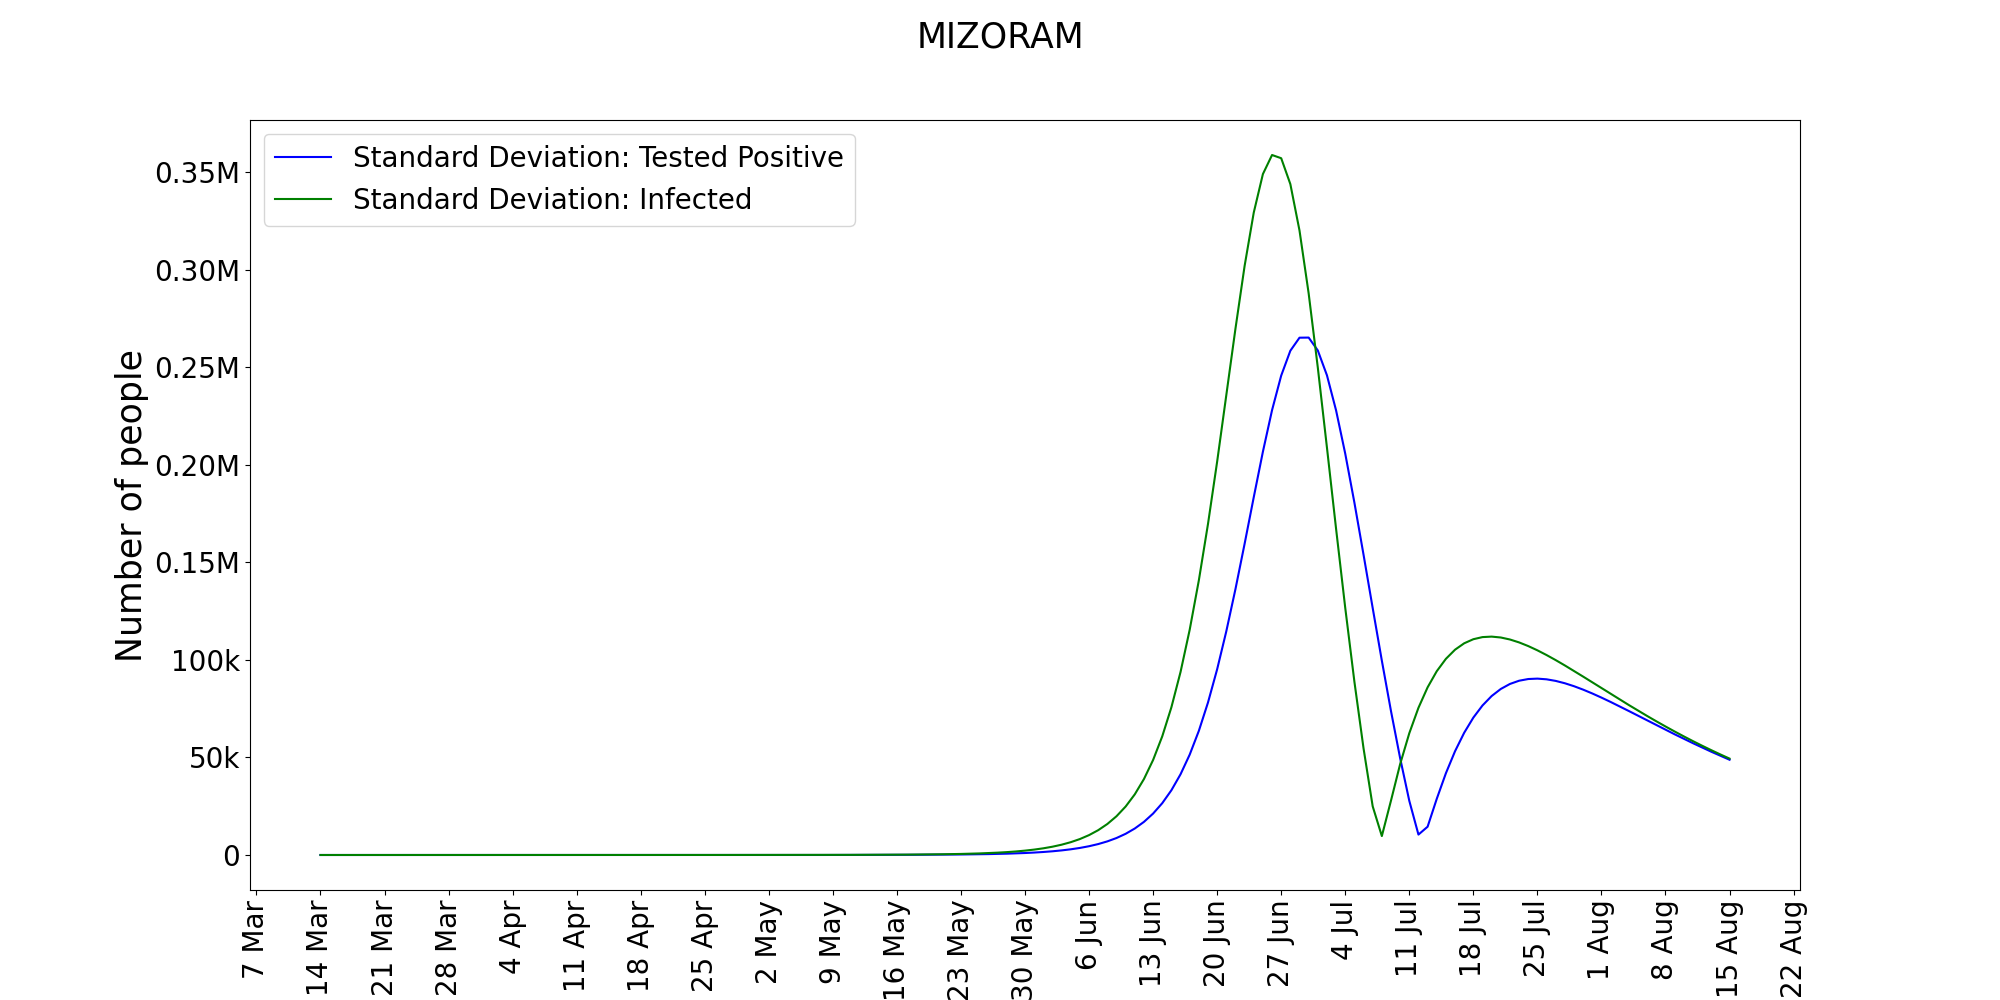 MIZORAM
Standard Deviation: Tested Positive
Standard Deviation: Infected
Number of people
0.35M
0.30M
0.25M
0.20M
0.15M
100k
50k
0
7 Mar
14 Mar
21 Mar
28 Mar
4 Apr
11 Apr
18 Apr
25 Apr
2 May
9 May
16 May
23 May
30 May
6 Jun
13 Jun
20 Jun
27 Jun
4 Jul
11 Jul
18 Jul
25 Jul
1 Aug
8 Aug
15 Aug
22 Aug